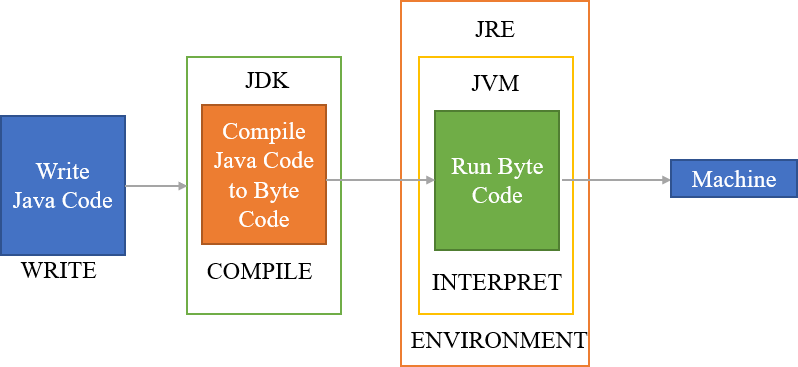 Write
Java Code
WRITE
JDK
Compile
Java Code
to Byte
Code
COMPILE
JRE
JVM
Run Byte
Code
INTERPRET
ENVIRONMENT
Machine